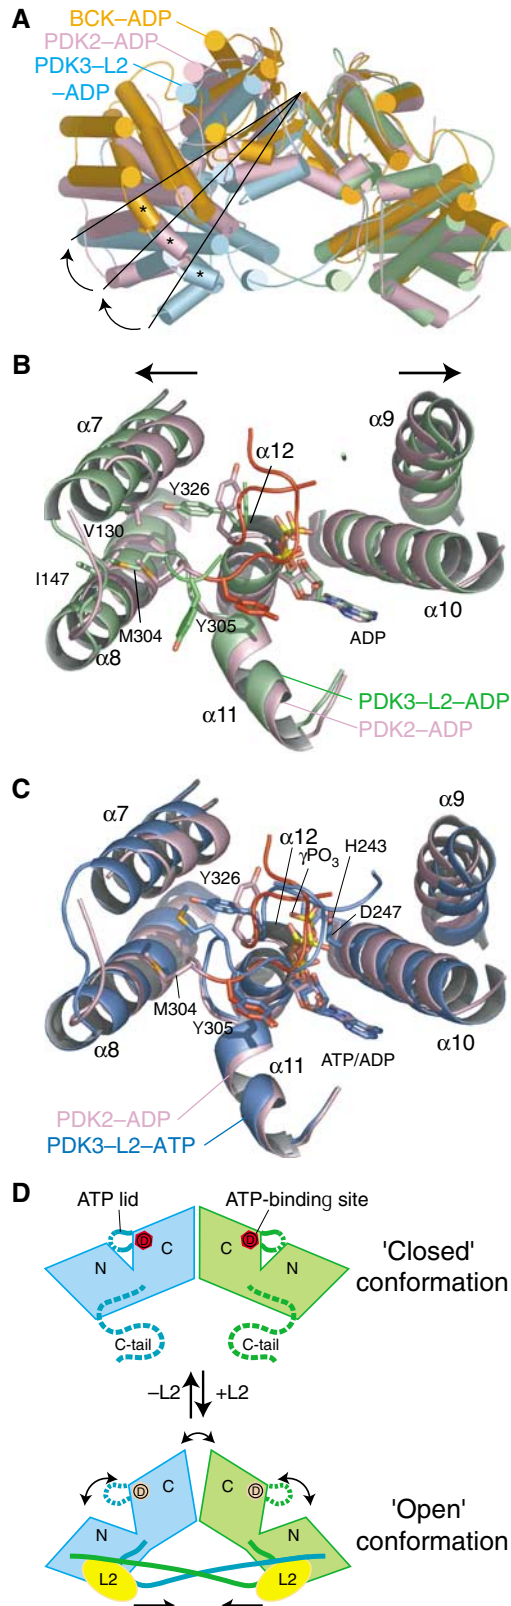 A
BCK–ADP
PDK2–ADP
PDK3–L2
–ADP
*
*
*
B
α7
α9
α12
Y326
V130
I147
M304
Y305
α8
α10
ADP
α11
PDK3–L2–ADP
PDK2–ADP
C
α7
α9
α12
γPO3
H243
Y326
D247
M304
Y305
α8
α11
α10
ATP/ADP
PDK2–ADP
PDK3–L2–ATP
D
ATP lid
ATP-binding site
D
D
C
C
N
N
'Closed'
conformation
C-tail
C-tail
–L2
+L2
C
C
D
D
N
N
'Open'
conformation
L2
L2